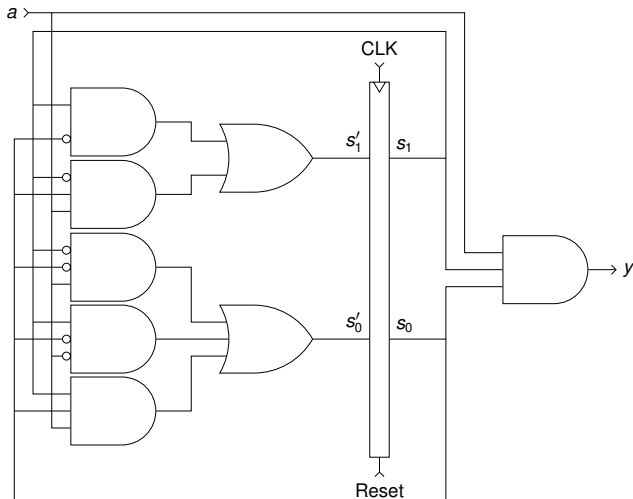 a
CLK
s′₁ s₁
y
s′₀ s₀
Reset